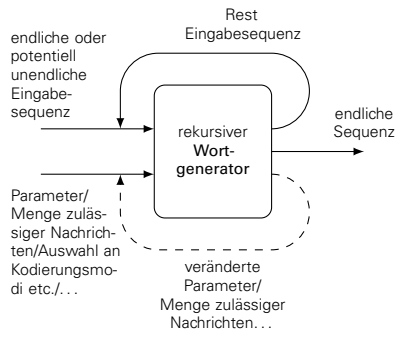 Rest
Eingabesequenz
endliche oder
potentiell
unendliche
Eingabe-
sequenz
rekursiver
Wort-
generator
endliche
Sequenz
Parameter/
Menge zuläs-
siger Nachrich-
ten/Auswahl an
Kodierungsmo-
di etc./...
veränderte
Parameter/
Menge zulässiger
Nachrichten...